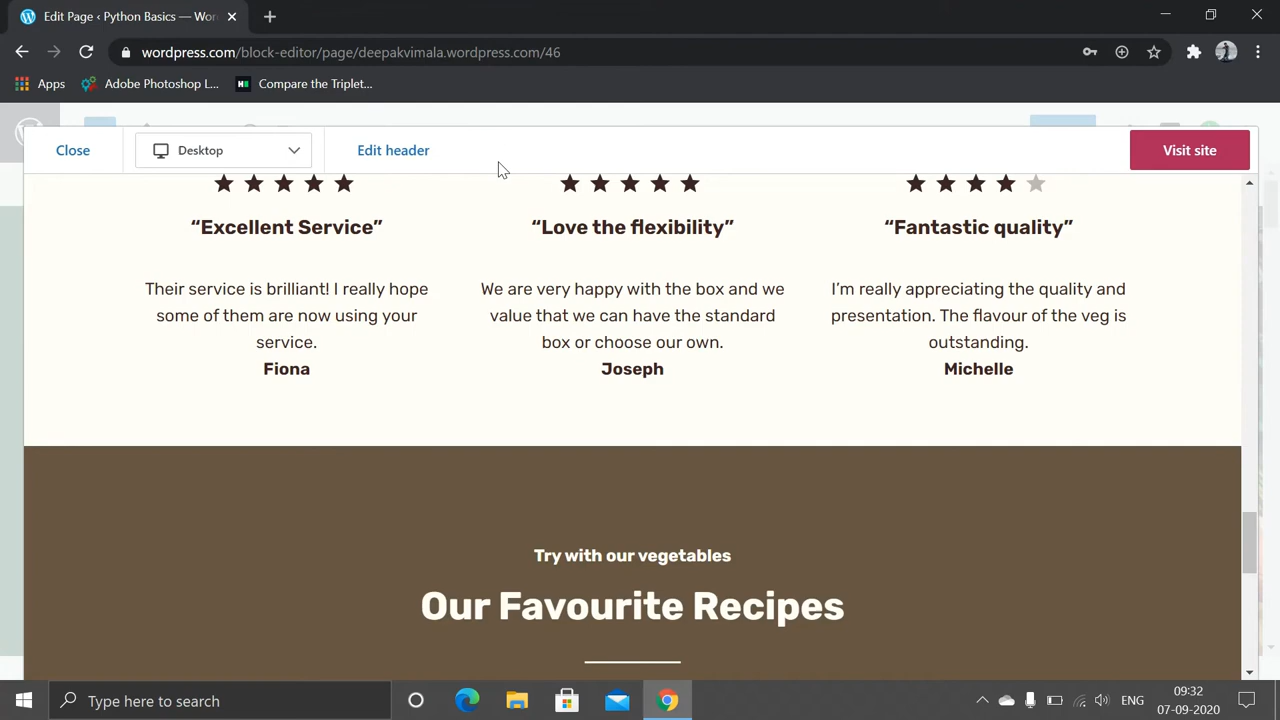 Edit Page ‹ Python Basics — Wor
wordpress.com/block-editor/page/deepakvimala.wordpress.com/46
Apps
Adobe Photoshop L...
Compare the Triplet...
Close
Desktop
Edit header
Visit site
“Excellent Service”
“Love the flexibility”
“Fantastic quality”
Their service is brilliant! I really hope
some of them are now using your
service.
Fiona
We are very happy with the box and we
value that we can have the standard
box or choose our own.
Joseph
I’m really appreciating the quality and
presentation. The flavour of the veg is
outstanding.
Michelle
Try with our vegetables
Our Favourite Recipes
Type here to search
ENG
09:32
07-09-2020